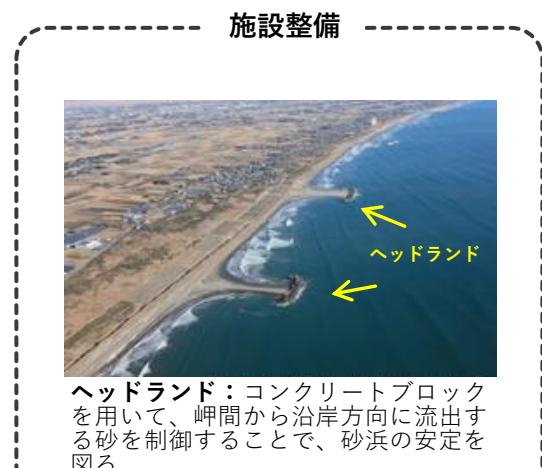 施設整備
ヘッドランド
ヘッドランド：コンクリートブロック
を用いて、岬間から沿岸方向に流出す
る砂を制御することで、砂浜の安定を
図る